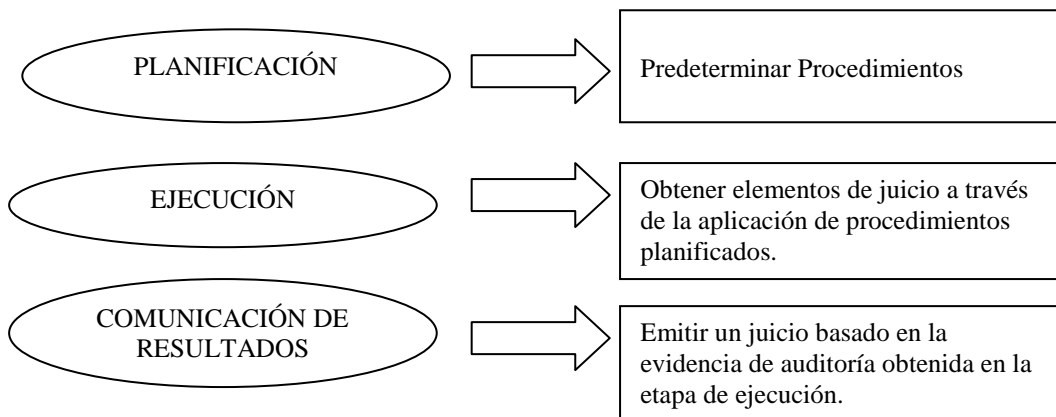 PLANIFICACIÓN
Predeterminar Procedimientos
EJECUCIÓN
Obtener elementos de juicio a través
de la aplicación de procedimientos
planificados.
COMUNICACIÓN DE
RESULTADOS
Emitir un juicio basado en la
evidencia de auditoría obtenida en la
etapa de ejecución.